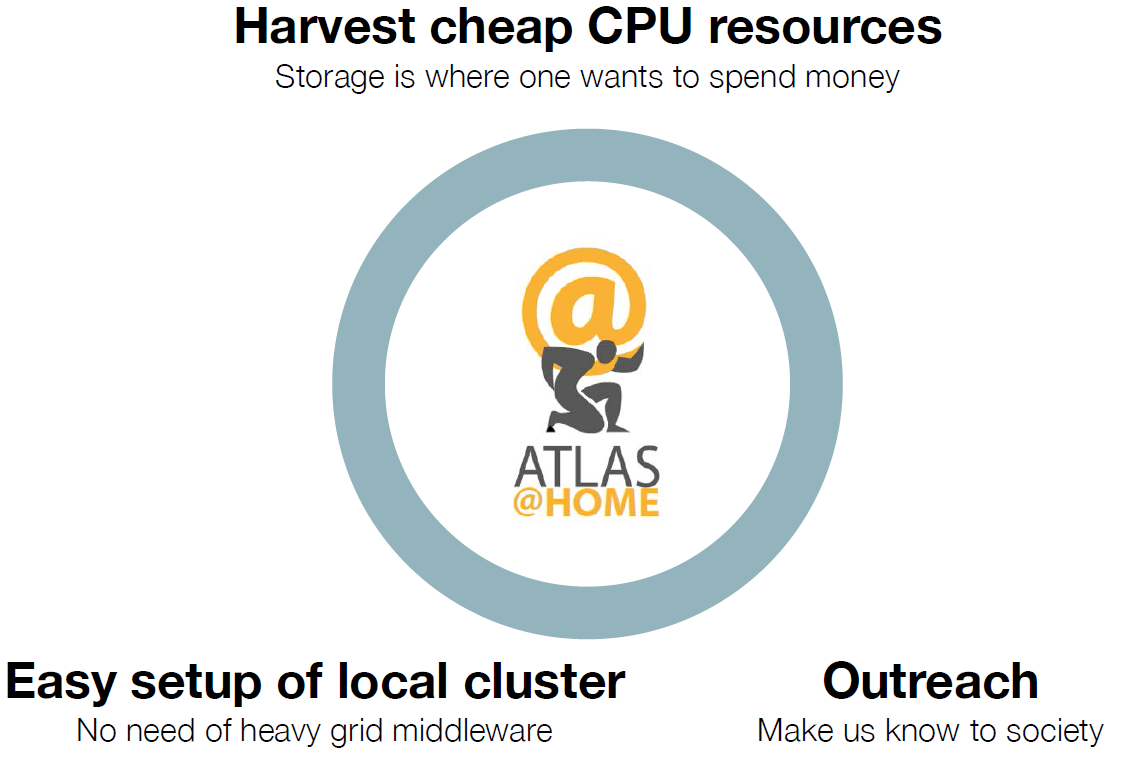 Harvest cheap CPU resources
Storage is where one wants to spend money
@
ATLAS
@HOME
Easy setup of local cluster
No need of heavy grid middleware
Outreach
Make us know to society